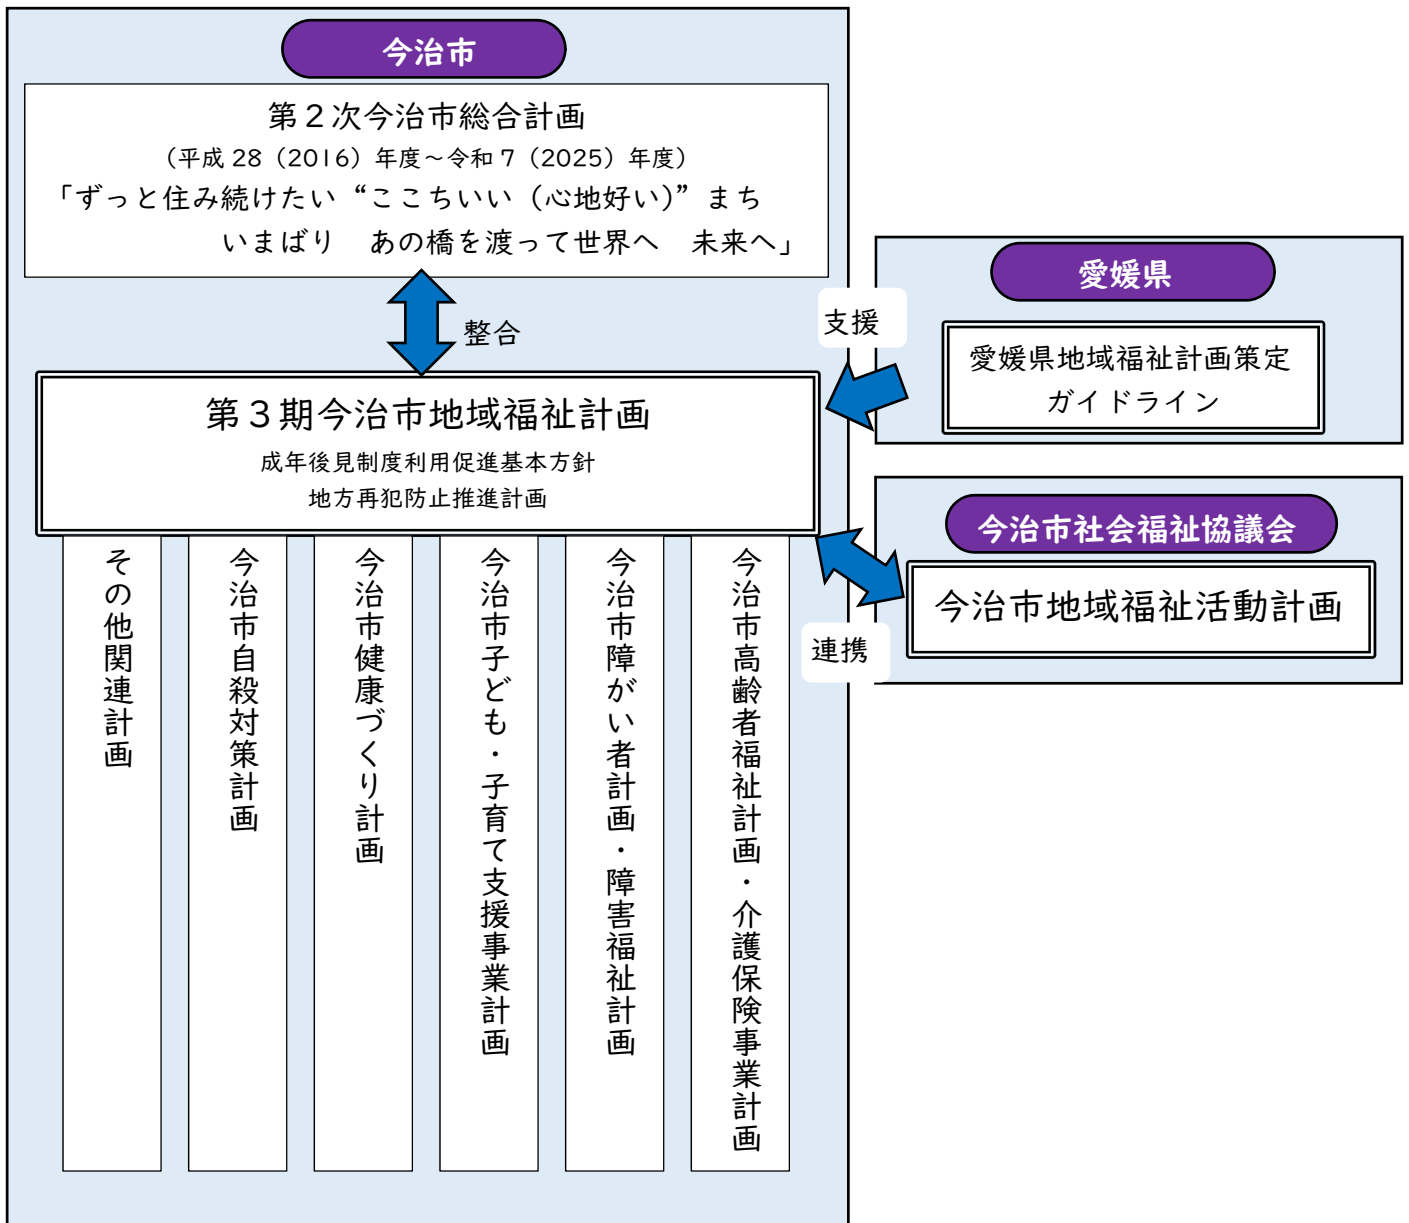 今治市
第２次今治市総合計画
（平成 28（2016）年度～令和 7（2025）年度）
「ずっと住み続けたい “ここちいい（心地好い）” まち
いまばり　あの橋を渡って世界へ　未来へ」
整合
支援
愛媛県
愛媛県地域福祉計画策定
ガイドライン
第３期今治市地域福祉計画
成年後見制度利用促進基本方針
地方再犯防止推進計画
今治市社会福祉協議会
今治市地域福祉活動計画
連携
今治市高齢者福祉計画・介護保険事業計画
今治市障がい者計画・障害福祉計画
今治市子ども・子育て支援事業計画
今治市健康づくり計画
今治市自殺対策計画
その他関連計画